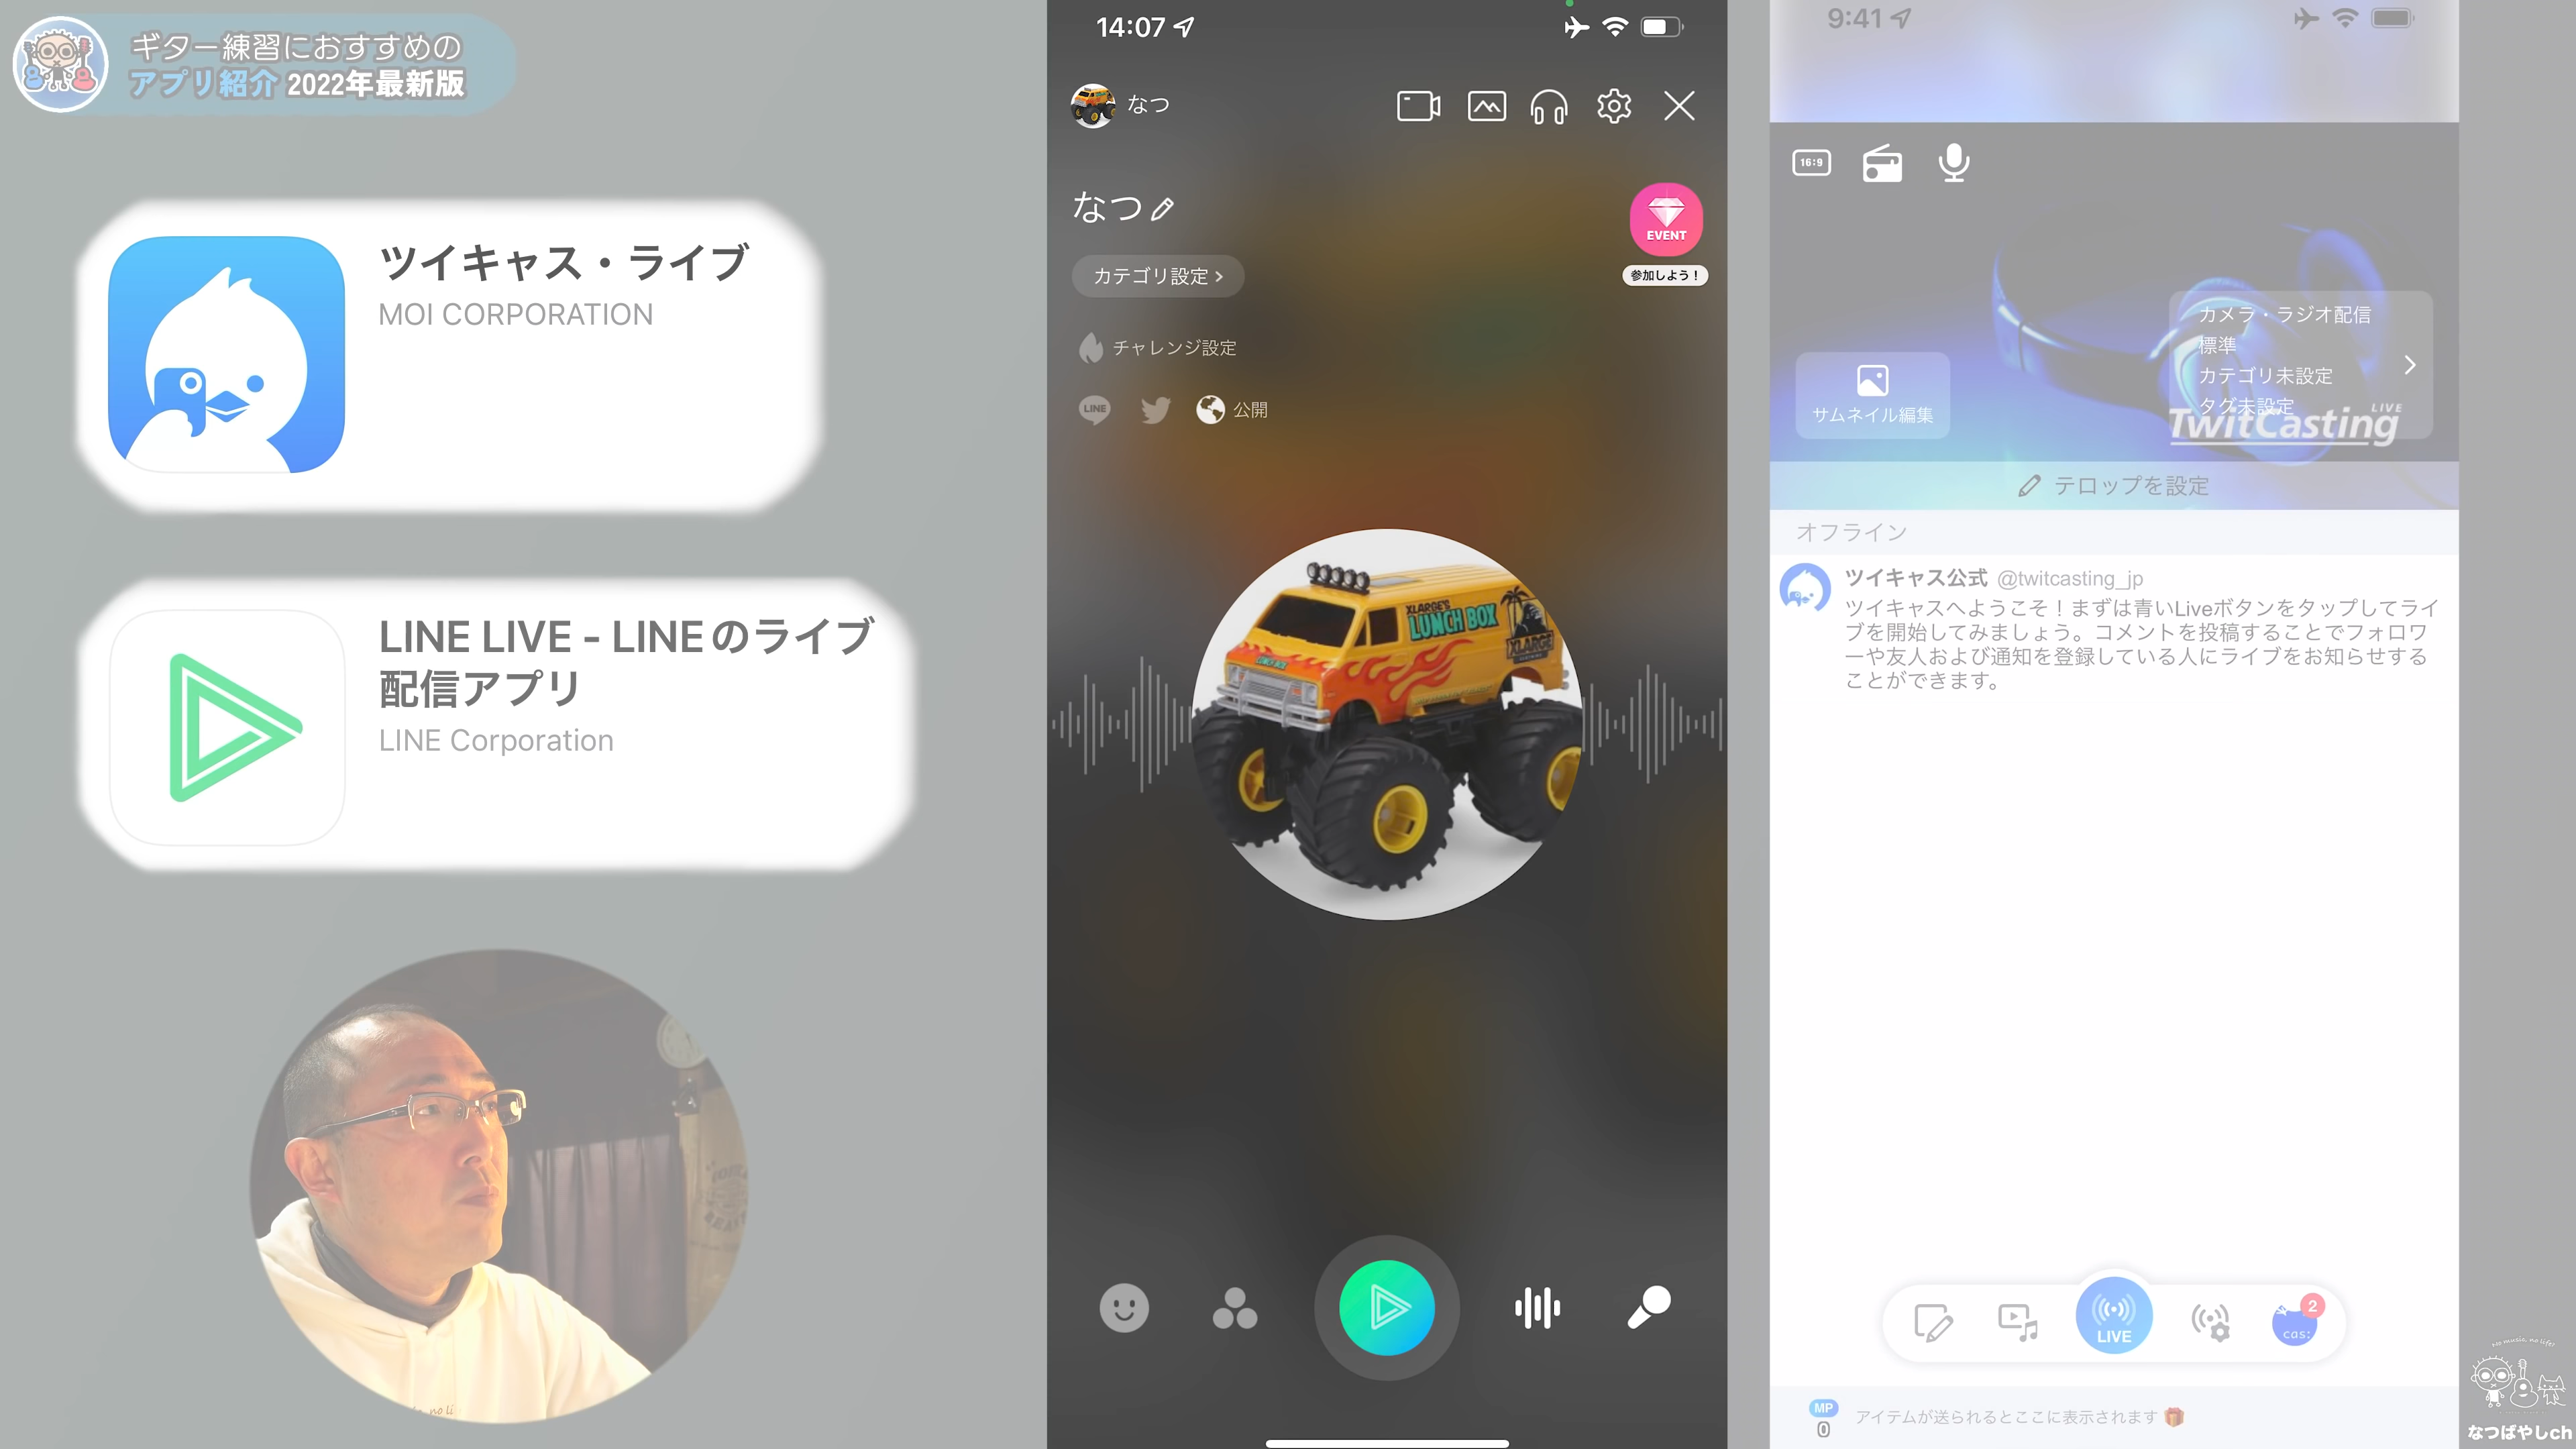 ギター練習におすすめの
アプリ紹介 2022年最新版
ツイキャス・ライブ
MOI CORPORATION
LINE LIVE - LINEのライブ
配信アプリ
LINE Corporation
no li
14:07
なつ
なつ
EVENT
参加しよう！
カテゴリ設定 >
チャレンジ設定
LINE
公開
XLARGE'S
LUNCH BOX
XLARGE
9:41
16:9
カメラ・ラジオ配信
標準
カテゴリ未設定
タグ未設定
サムネイル編集
TwitCasting LIVE
テロップを設定
オフライン
ツイキャス公式 @twitcasting_jp
ツイキャスへようこそ！まずは青いLiveボタンをタップしてライ
ブを開始してみましょう。コメントを投稿することでフォロワ
ーや友人および通知を登録している人にライブをお知らせする
ことができます。
LIVE
2
cas:
MP
0
アイテムが送られるとここに表示されます
No music, no life!
なつばやしch